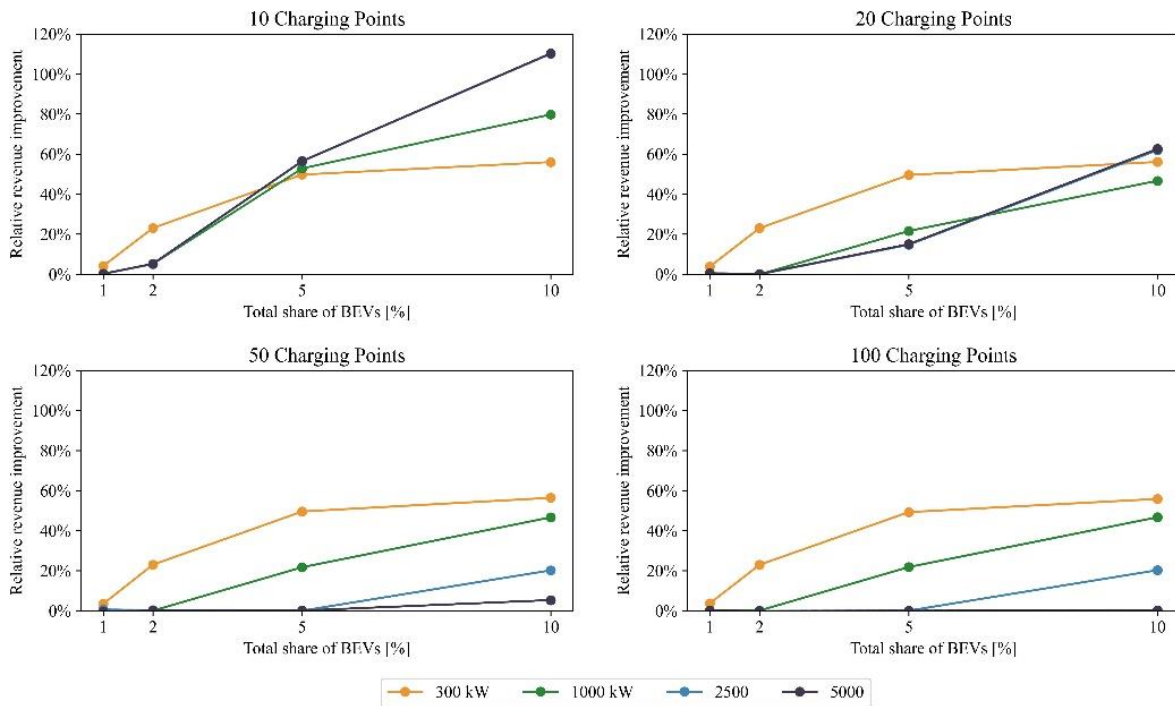 10 Charging Points
120%
100%
80%
60%
40%
20%
0%
Relative revenue improvement
1 2 5 10
Total share of BEVs [%]
20 Charging Points
120%
100%
80%
60%
40%
20%
0%
Relative revenue improvement
1 2 5 10
Total share of BEVs [%]
50 Charging Points
120%
100%
80%
60%
40%
20%
0%
Relative revenue improvement
1 2 5 10
Total share of BEVs [%]
100 Charging Points
120%
100%
80%
60%
40%
20%
0%
Relative revenue improvement
1 2 5 10
Total share of BEVs [%]
300 kW 1000 kW 2500 5000